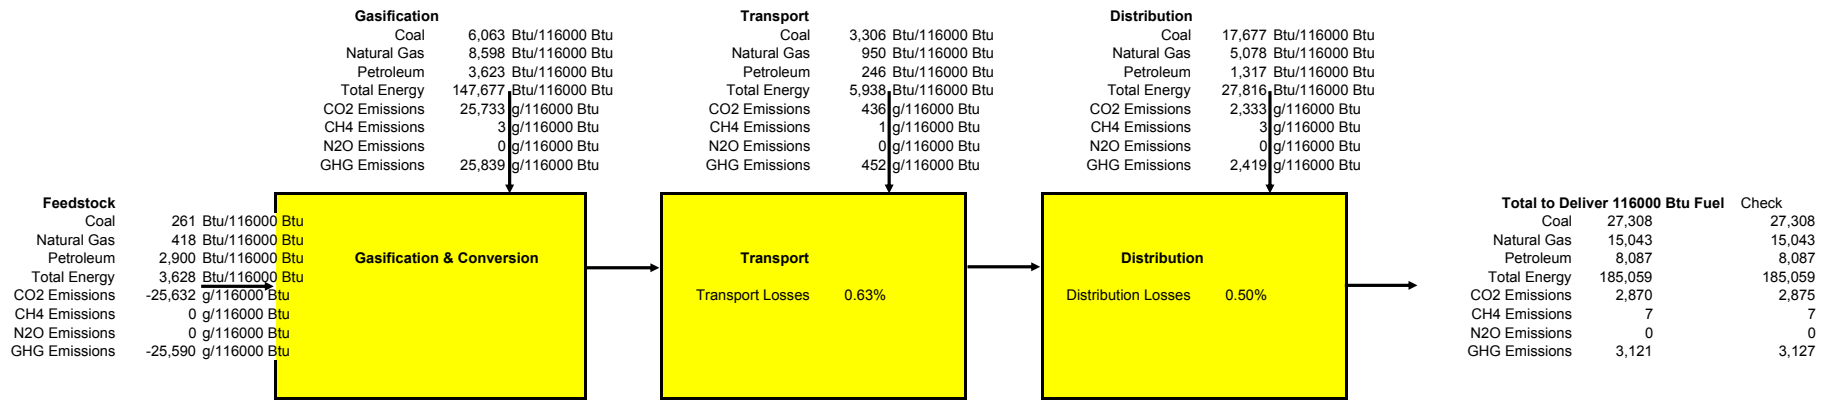 Gasification
Coal 6,063 Btu/116000 Btu
Natural Gas 8,598 Btu/116000 Btu
Petroleum 3,623 Btu/116000 Btu
Total Energy 147,677 Btu/116000 Btu
CO2 Emissions 25,733 g/116000 Btu
CH4 Emissions 3 g/116000 Btu
N2O Emissions 0 g/116000 Btu
GHG Emissions 25,839 g/116000 Btu
Transport
Coal 3,306 Btu/116000 Btu
Natural Gas 950 Btu/116000 Btu
Petroleum 246 Btu/116000 Btu
Total Energy 5,938 Btu/116000 Btu
CO2 Emissions 436 g/116000 Btu
CH4 Emissions 1 g/116000 Btu
N2O Emissions 0 g/116000 Btu
GHG Emissions 452 g/116000 Btu
Distribution
Coal 17,677 Btu/116000 Btu
Natural Gas 5,078 Btu/116000 Btu
Petroleum 1,317 Btu/116000 Btu
Total Energy 27,816 Btu/116000 Btu
CO2 Emissions 2,333 g/116000 Btu
CH4 Emissions 3 g/116000 Btu
N2O Emissions 0 g/116000 Btu
GHG Emissions 2,419 g/116000 Btu
Feedstock
Coal 261 Btu/116000 Btu
Natural Gas 418 Btu/116000 Btu
Petroleum 2,900 Btu/116000 Btu
Total Energy 3,628 Btu/116000 Btu
CO2 Emissions -25,632 g/116000 Btu
CH4 Emissions 0 g/116000 Btu
N2O Emissions 0 g/116000 Btu
GHG Emissions -25,590 g/116000 Btu
Gasification & Conversion
Transport
Transport Losses 0.63%
Distribution
Distribution Losses 0.50%
Total to Deliver 116000 Btu Fuel Check
Coal 27,308 27,308
Natural Gas 15,043 15,043
Petroleum 8,087 8,087
Total Energy 185,059 185,059
CO2 Emissions 2,870 2,875
CH4 Emissions 7 7
N2O Emissions 0 0
GHG Emissions 3,121 3,127